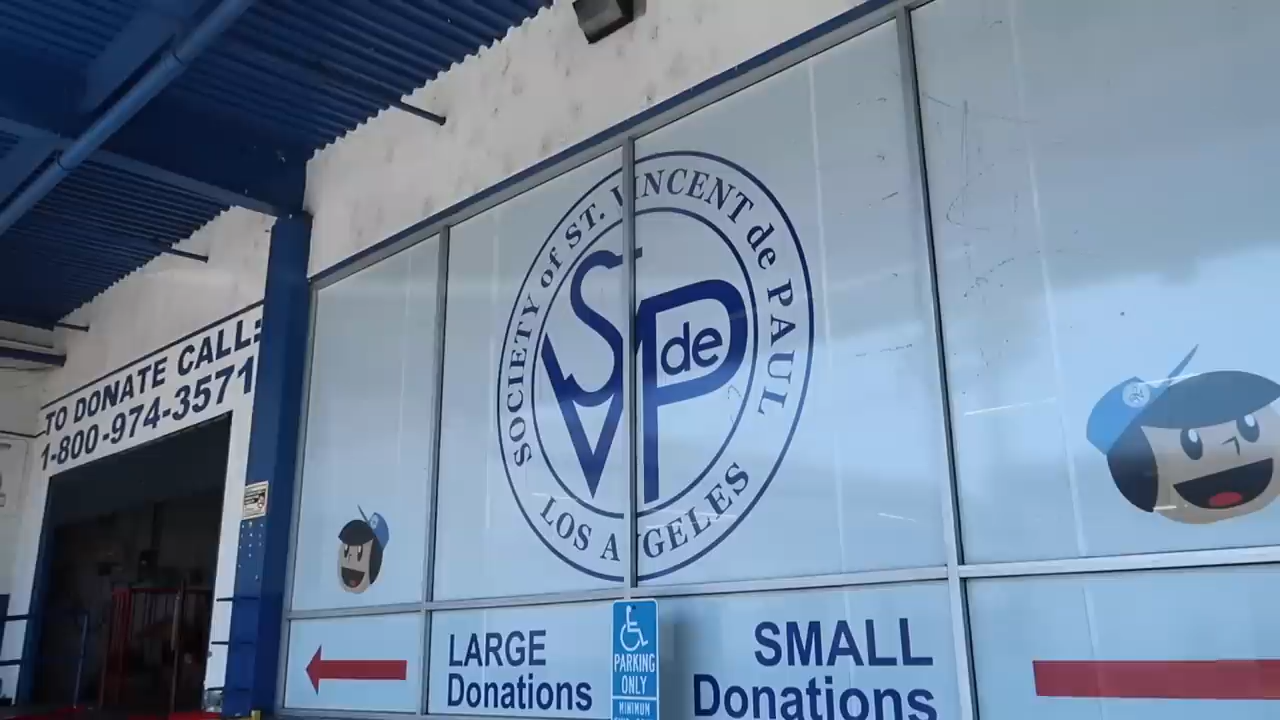 TO DONATE CALL:
1-800-974-3571
SOCIETY of ST. VINCENT de PAUL
LOS ANGELES
SVdeP
LARGE
Donations
PARKING
ONLY
MINIMUM
SMALL
Donations